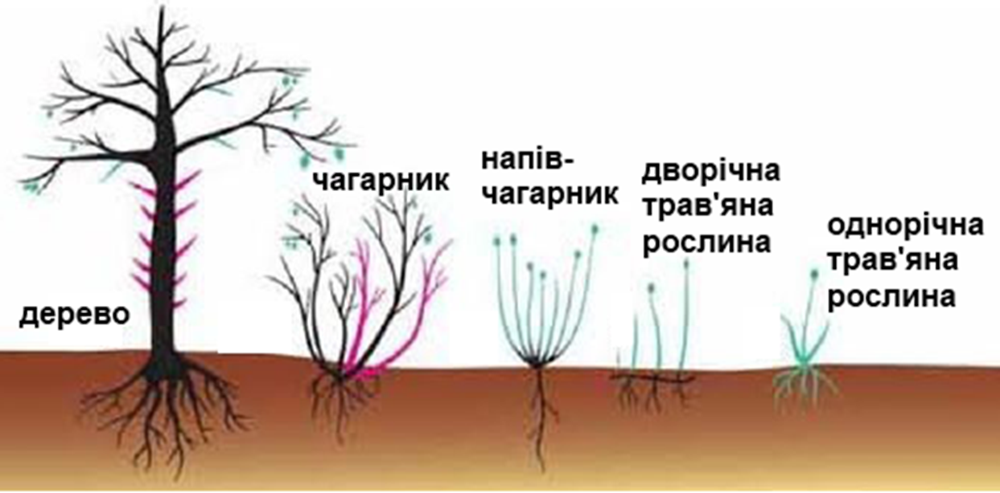 чагарник
напів-
чагарник
дворічна
трав'яна
рослина
однорічна
трав'яна
рослина
дерево